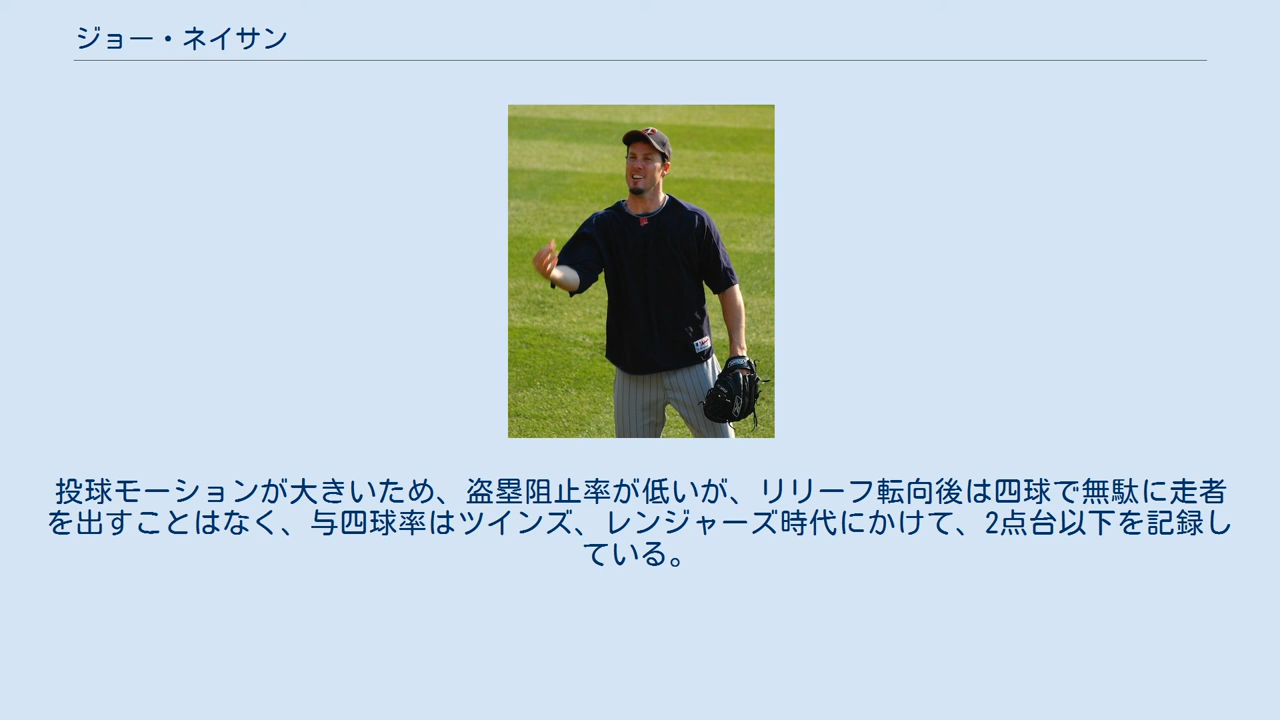 ジョー・ネイサン
投球モーションが大きいため、盗塁阻止率が低いが、リリーフ転向後は四球で無駄に走者
を出すことはなく、与四球率はツインズ、レンジャーズ時代にかけて、2点台以下を記録し
ている。